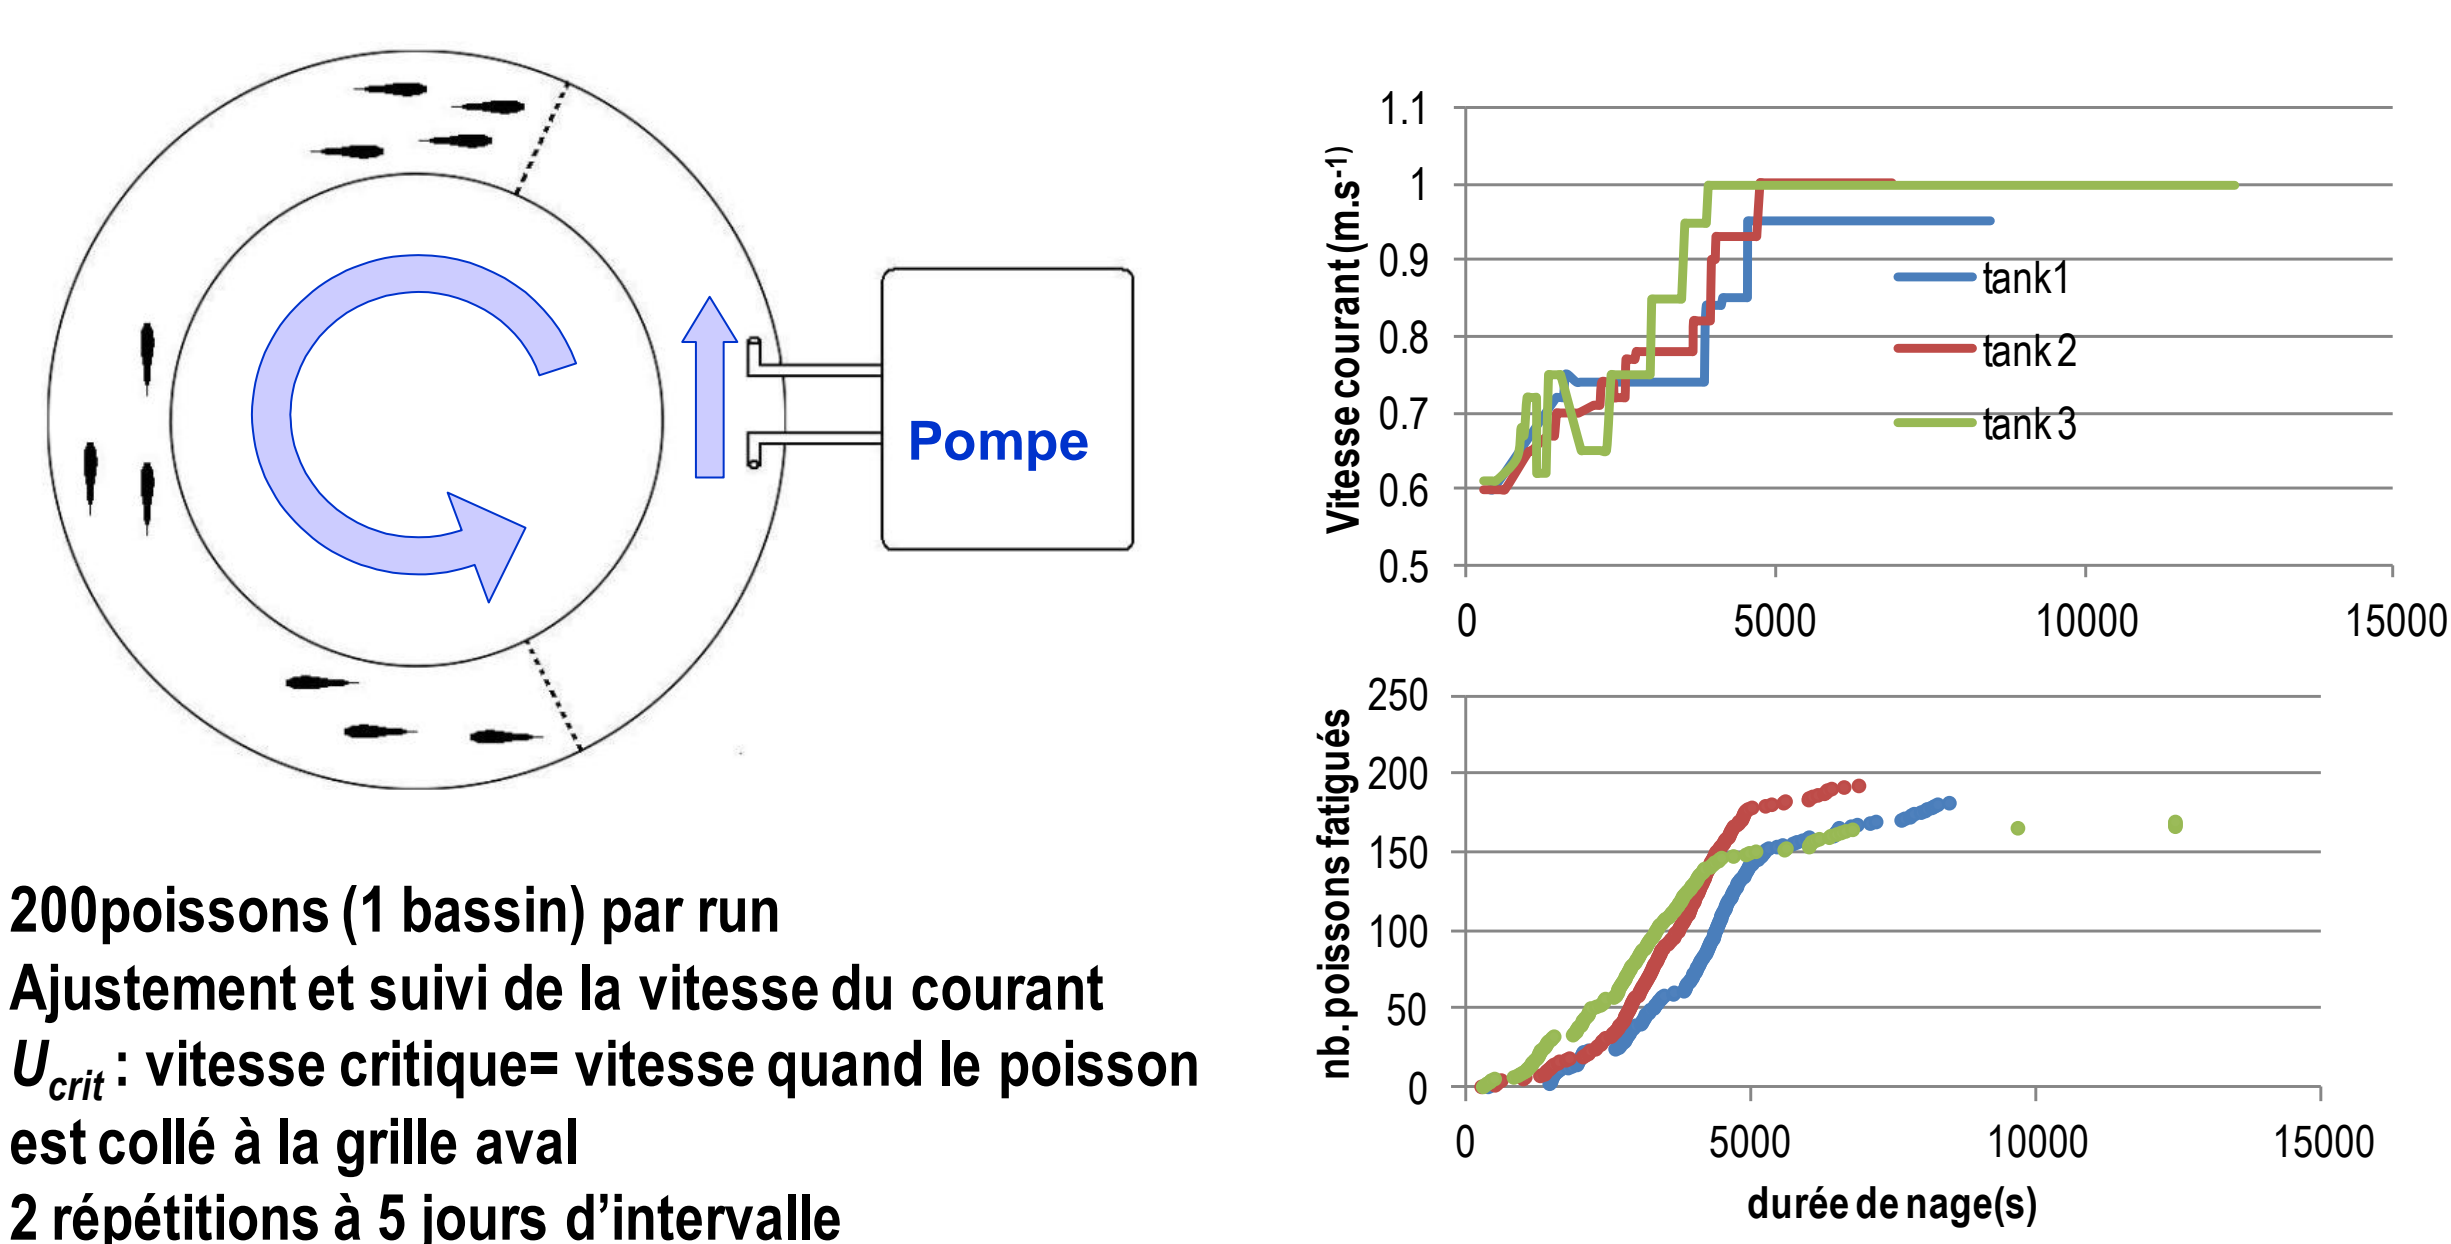 Pompe
200poissons (1 bassin) par run
Ajustement et suivi de la vitesse du courant
Ucrit : vitesse critique= vitesse quand le poisson
est collé à la grille aval
2 répétitions à 5 jours d’intervalle
Vitesse courant (m.s-1)
1.1
1
0.9
0.8
0.7
0.6
0.5
0
5000
10000
15000
tank1
tank 2
tank 3
nb. poissons fatigués
250
200
150
100
50
0
0
5000
10000
15000
durée de nage(s)